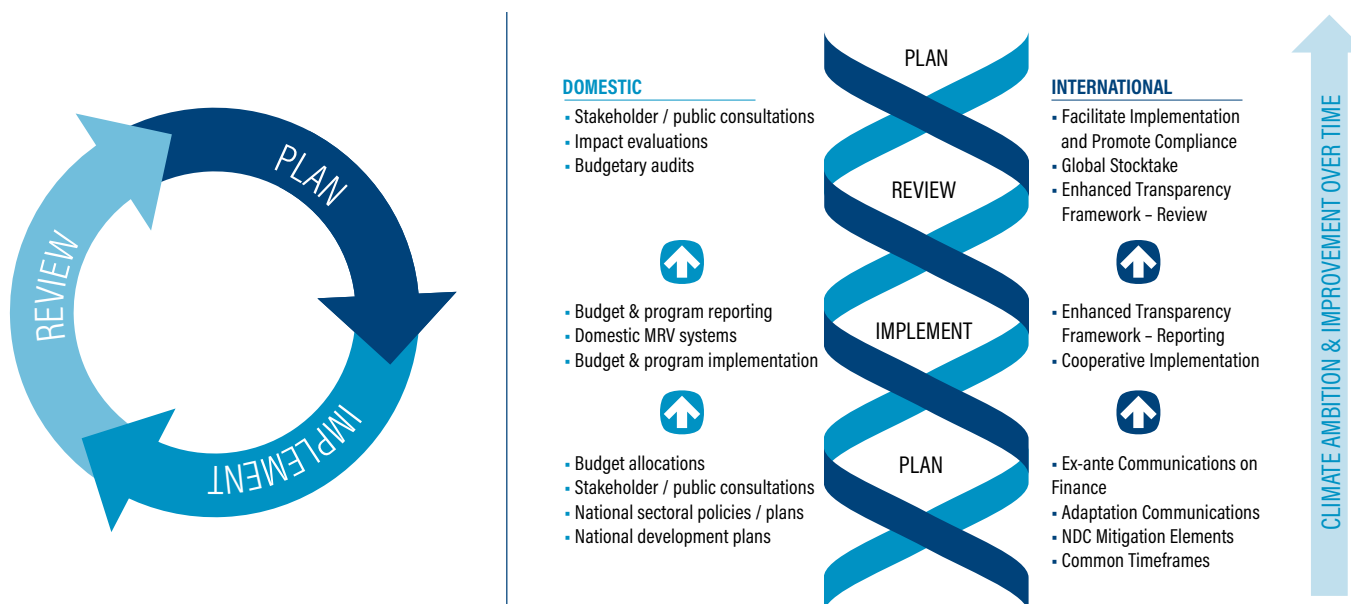 PLAN
IMPLEMENT
REVIEW
DOMESTIC
▪ Stakeholder / public consultations
▪ Impact evaluations
▪ Budgetary audits
▪ Budget & program reporting
▪ Domestic MRV systems
▪ Budget & program implementation
▪ Budget allocations
▪ Stakeholder / public consultations
▪ National sectoral policies / plans
▪ National development plans
PLAN
REVIEW
IMPLEMENT
PLAN
INTERNATIONAL
▪ Facilitate Implementation
and Promote Compliance
▪ Global Stocktake
▪ Enhanced Transparency
Framework – Review
▪ Enhanced Transparency
Framework – Reporting
▪ Cooperative Implementation
▪ Ex-ante Communications on
Finance
▪ Adaptation Communications
▪ NDC Mitigation Elements
▪ Common Timeframes
CLIMATE AMBITION & IMPROVEMENT OVER TIME